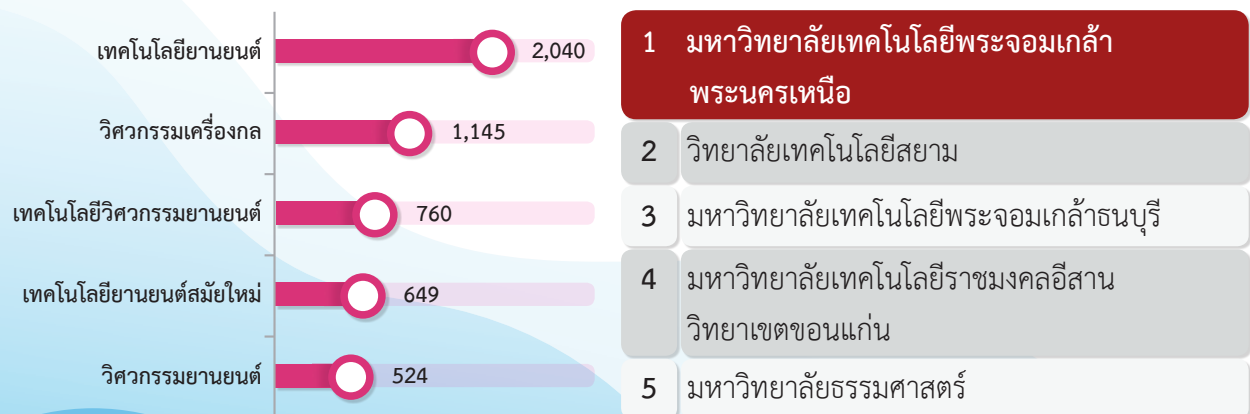 เทคโนโลยียานยนต์ 2,040
วิศวกรรมเครื่องกล 1,145
เทคโนโลยีวิศวกรรมยานยนต์ 760
เทคโนโลยียานยนต์สมัยใหม่ 649
วิศวกรรมยานยนต์ 524
1 มหาวิทยาลัยเทคโนโลยีพระจอมเกล้า
พระนครเหนือ
2 วิทยาลัยเทคโนโลยีสยาม
3 มหาวิทยาลัยเทคโนโลยีพระจอมเกล้าธนบุรี
4 มหาวิทยาลัยเทคโนโลยีราชมงคลอีสาน
วิทยาเขตขอนแก่น
5 มหาวิทยาลัยธรรมศาสตร์